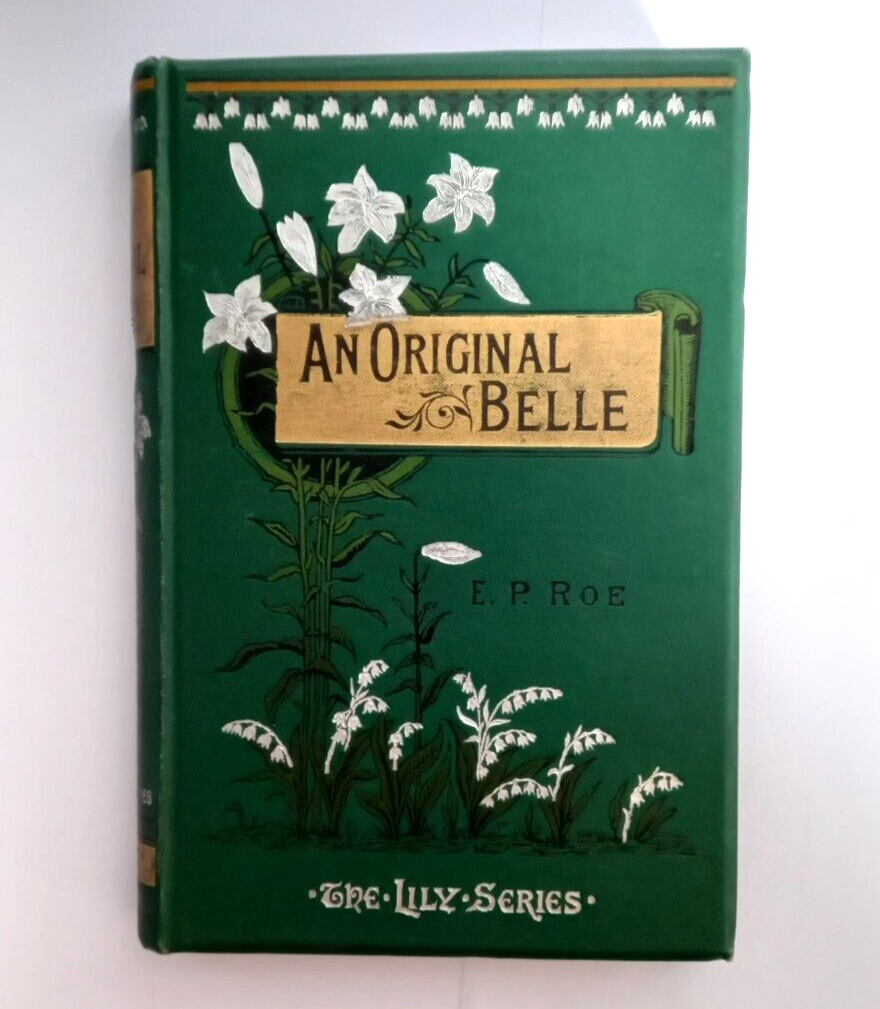 An Original
Belle
E. P. Roe
·The·Lily·Series·